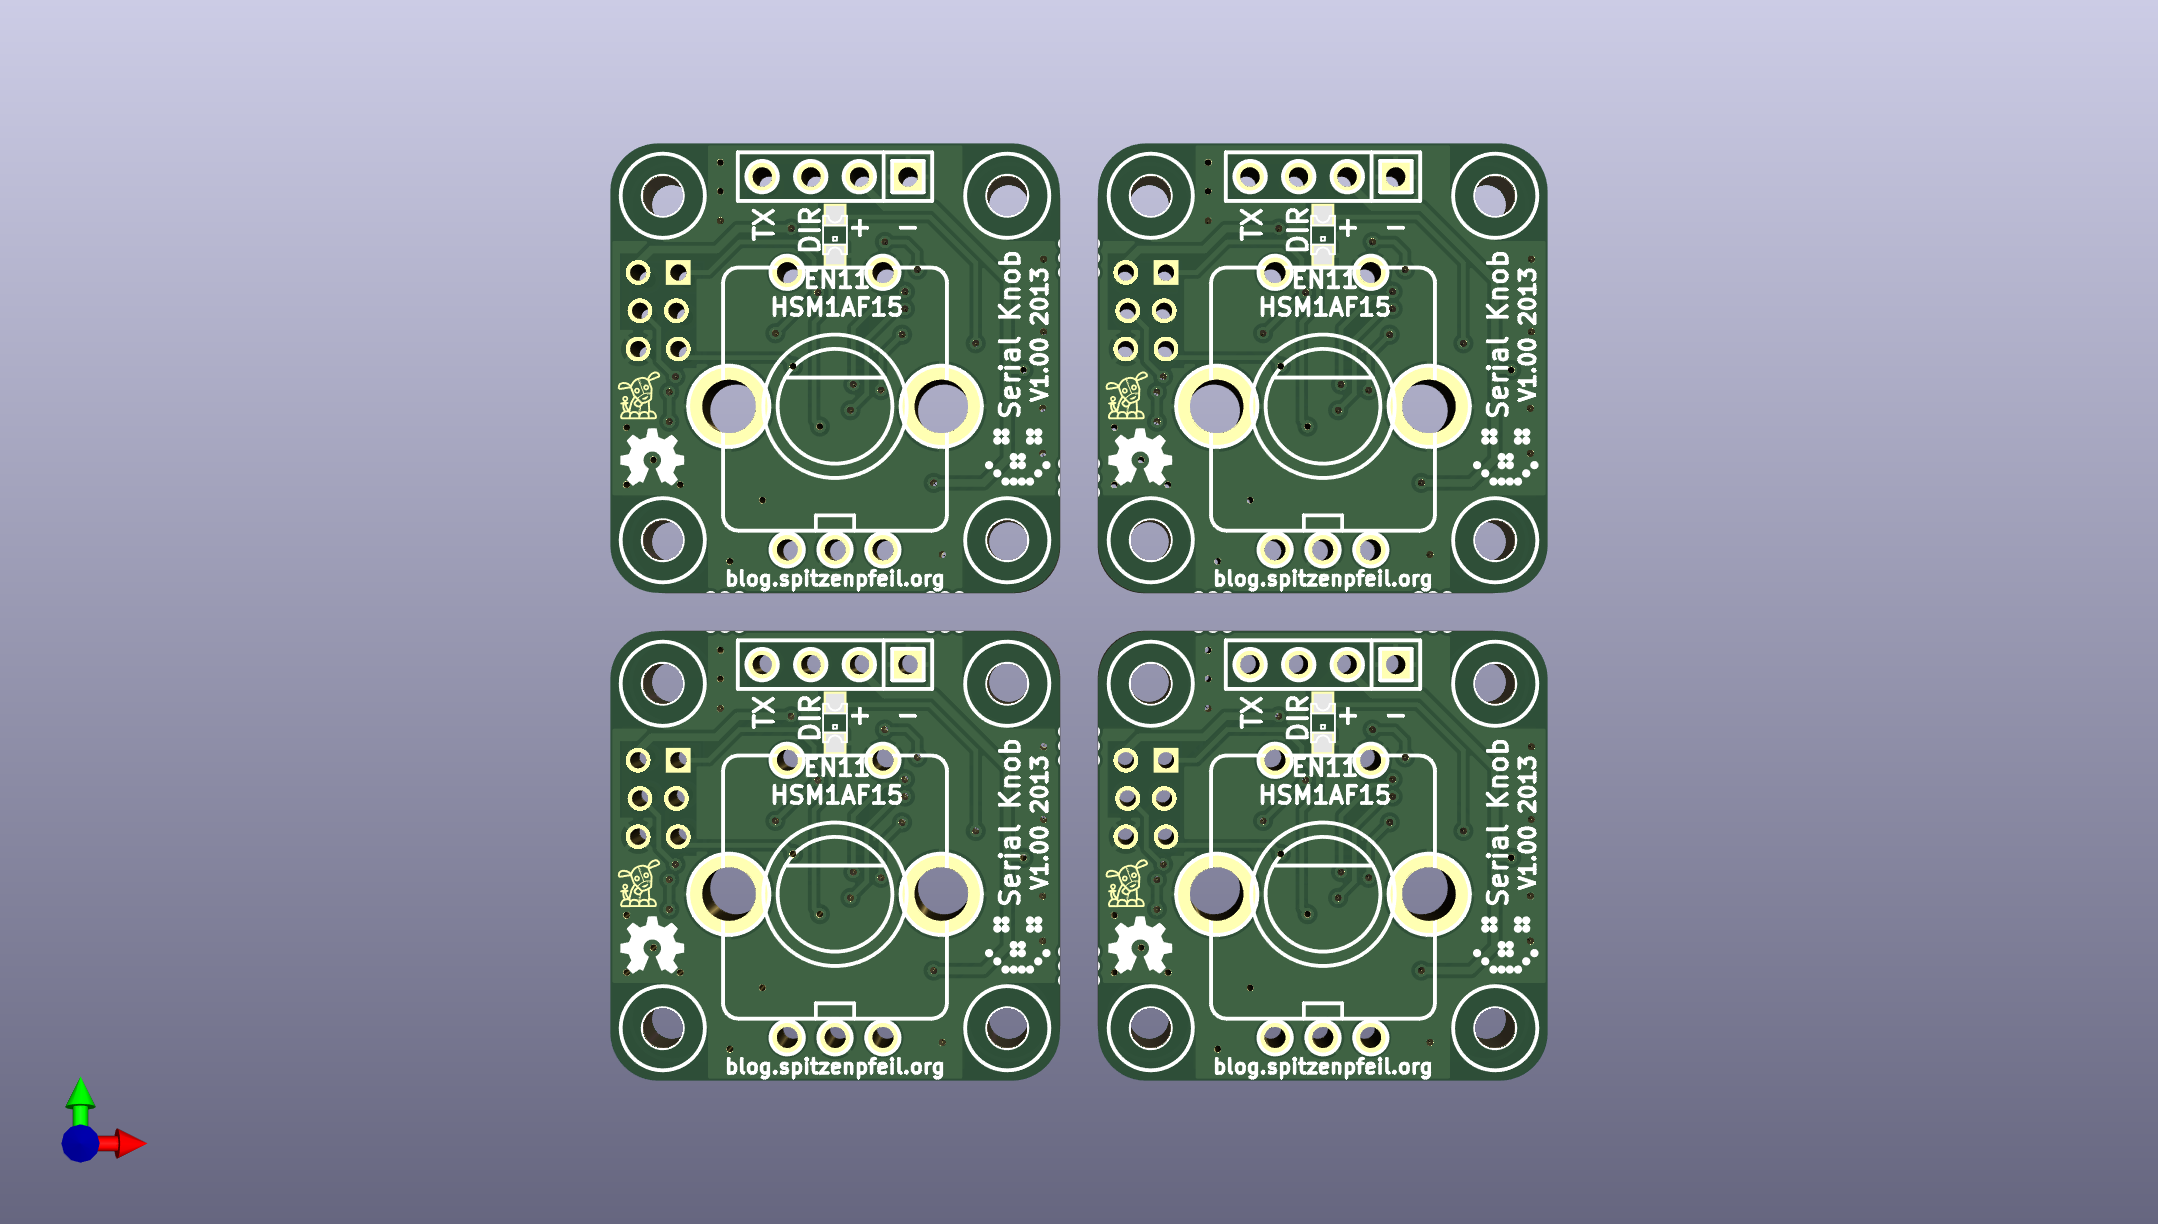 TX
DIR
+
−
EN11
HSM1AF15
Serial Knob
V1.00 2013
blog.spitzenpfeil.org
TX
DIR
+
−
EN11
HSM1AF15
Serial Knob
V1.00 2013
blog.spitzenpfeil.org
TX
DIR
+
−
EN11
HSM1AF15
Serial Knob
V1.00 2013
blog.spitzenpfeil.org
TX
DIR
+
−
EN11
HSM1AF15
Serial Knob
V1.00 2013
blog.spitzenpfeil.org